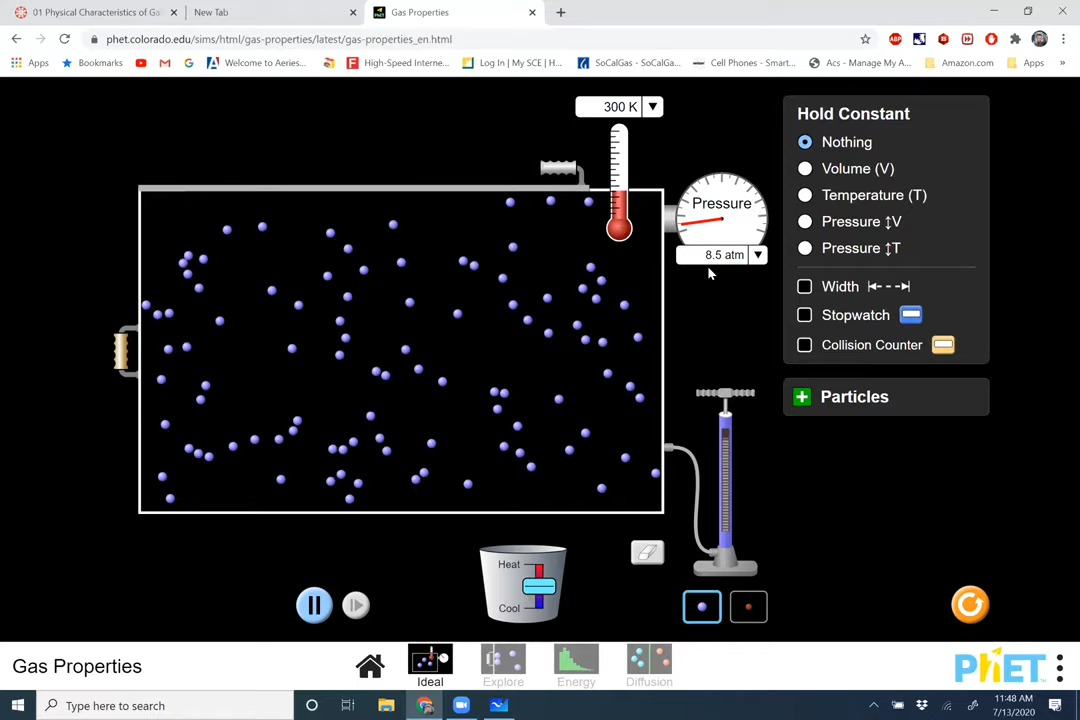 01 Physical Characteristics of Ga
New Tab
Gas Properties
phet.colorado.edu/sims/html/gas-properties/latest/gas-properties_en.html
ABP
Apps
Bookmarks
Welcome to Aeries...
High-Speed Interne...
Log In | My SCE | H...
SoCalGas - SoCalGa...
Cell Phones - Smart...
Acs - Manage My A...
Amazon.com
Apps
300 K
Pressure
8.5 atm
Hold Constant
Nothing
Volume (V)
Temperature (T)
Pressure ↕V
Pressure ↕T
Width
Stopwatch
Collision Counter
Particles
Heat
Cool
Gas Properties
Ideal
Explore
Energy
Diffusion
PhET
Type here to search
11:48 AM
7/13/2020